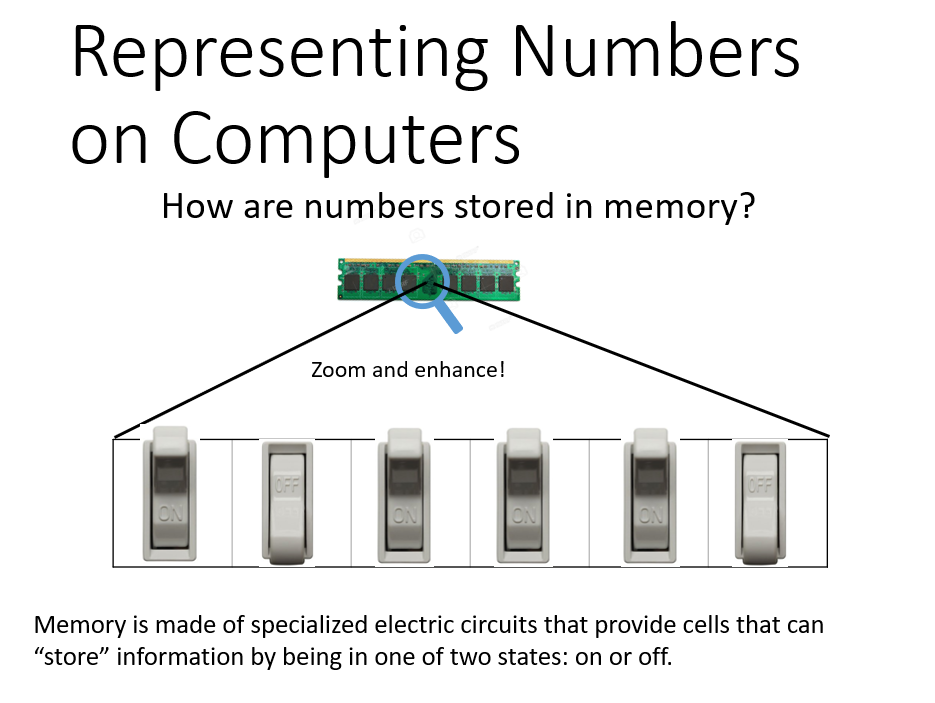 Representing Numbers
on Computers
How are numbers stored in memory?
Zoom and enhance!
ON
OFF
ON
ON
ON
OFF
Memory is made of specialized electric circuits that provide cells that can
“store” information by being in one of two states: on or off.